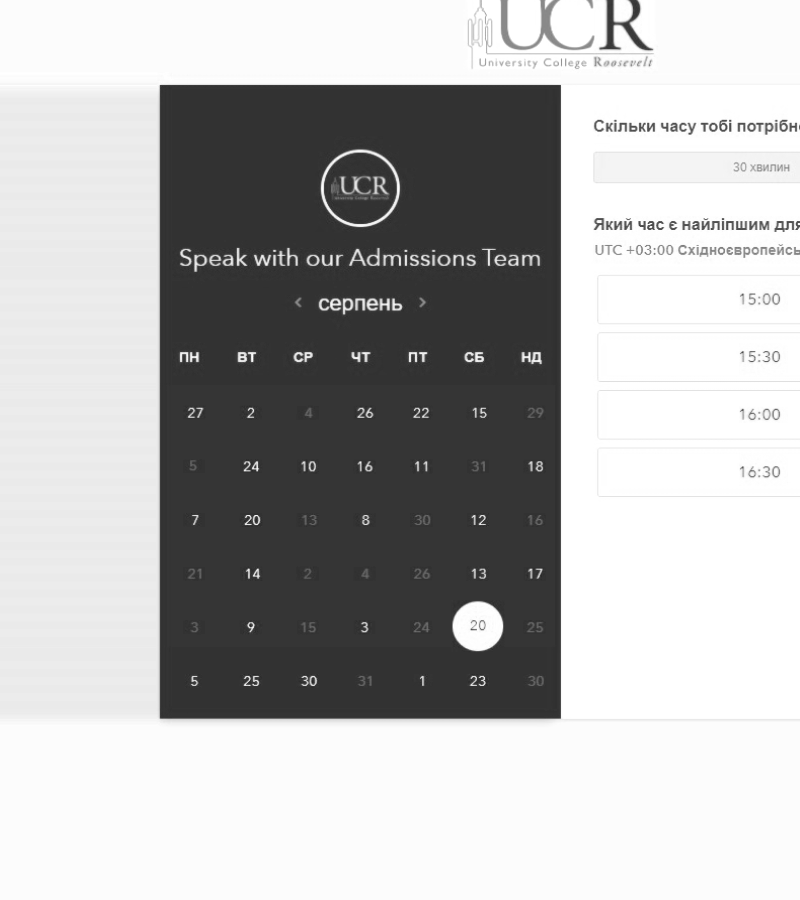 UCR
University College Roosevelt
UCR
Speak with our Admissions Team
‹ серпень ›
ПН ВТ СР ЧТ ПТ СБ НД
27 2 4 26 22 15 29
5 24 10 16 11 31 18
7 20 13 8 30 12 16
21 14 2 4 26 13 17
3 9 15 3 24 20 25
5 25 30 31 1 23 30
Скільки часу тобі потрібн
30 хвилин
Який час є найліпшим для
UTC +03:00 Східноєвропейсь
15:00
15:30
16:00
16:30